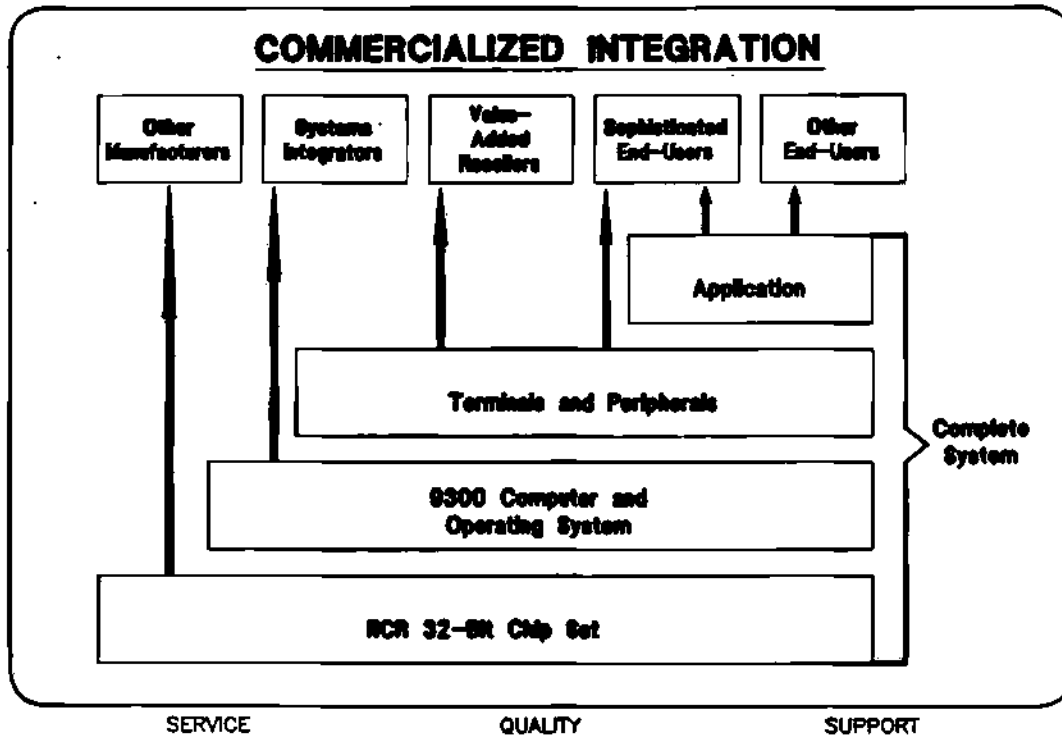 COMMERCIALIZED INTEGRATION
Other
Manufacturers
Systems
Integrators
Value-
Added
Resellers
Sophisticated
End-Users
Other
End-Users
Application
Terminals and Peripherals
Complete
System
9300 Computer and
Operating System
NCR 32-Bit Chip Set
SERVICE
QUALITY
SUPPORT